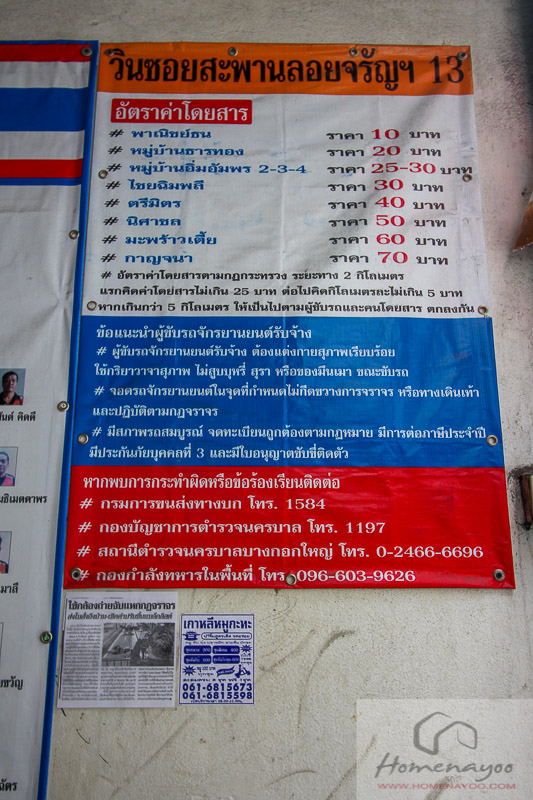 วินซอยสะพานลอยจรัญฯ 13
อัตราค่าโดยสาร
# พาณิชย์ธน ราคา 10 บาท
# หมู่บ้านธารทอง ราคา 20 บาท
# หมู่บ้านอิ่มอัมพร 2-3-4 ราคา 25-30 บาท
# ไชยฉิมพลี ราคา 30 บาท
# ตรีมิตร ราคา 40 บาท
# นิศาชล ราคา 50 บาท
# มะพร้าวเตี้ย ราคา 60 บาท
# กาญจนา ราคา 70 บาท
# อัตราค่าโดยสารตามกฎกระทรวง ระยะทาง 2 กิโลเมตร
แรกคิดค่าโดยสารไม่เกิน 25 บาท ต่อไปคิดกิโลเมตรละไม่เกิน 5 บาท
หากเกินกว่า 5 กิโลเมตร ให้เป็นไปตามผู้ขับรถและคนโดยสาร ตกลงกัน
ข้อแนะนำผู้ขับรถจักรยานยนต์รับจ้าง
# ผู้ขับรถจักรยานยนต์รับจ้าง ต้องแต่งกายสุภาพเรียบร้อย
ใช้กริยาวาจาสุภาพ ไม่สูบบุหรี่ สุรา หรือของมึนเมา ขณะขับรถ
# จอดรถจักรยานยนต์ในจุดที่กำหนดไม่กีดขวางการจราจร หรือทางเดินเท้า
และปฏิบัติตามกฎจราจร
# มีสภาพรถสมบูรณ์ จดทะเบียนถูกต้องตามกฎหมาย มีการต่อภาษีประจำปี
มีประกันภัยบุคคลที่ 3 และมีใบอนุญาตขับขี่ติดตัว
หากพบการกระทำผิดหรือข้อร้องเรียนติดต่อ
# กรมการขนส่งทางบก โทร. 1584
# กองบัญชาการตำรวจนครบาล โทร. 1197
# สถานีตำรวจนครบาลบางกอกใหญ่ โทร. 0-2466-6696
# กองกำลังทหารในพื้นที่ โทร 096-603-9626
ใช้กล้องถ่ายจับแหกกฎจราจร
เกาหลีหมูกะทะ
061-6815673
061-6815598
Homenayoo
WWW.HOMENAYOO.COM